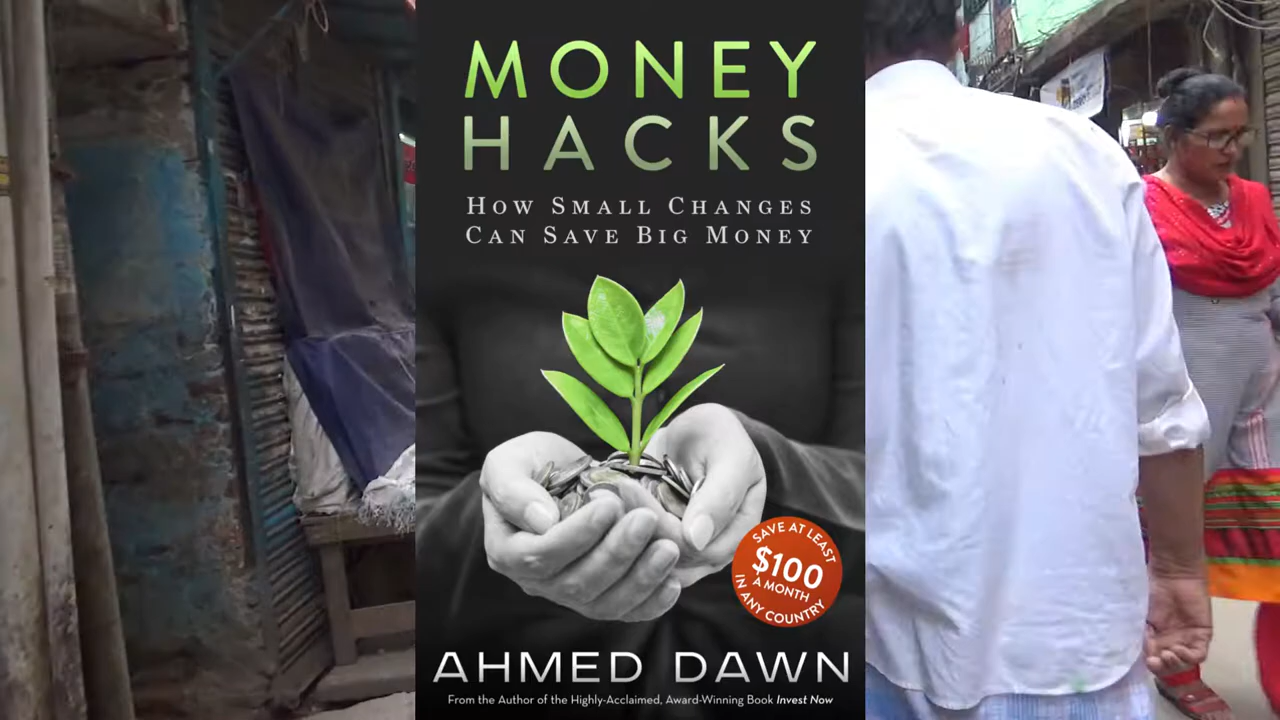 MONEY
HACKS
HOW SMALL CHANGES
CAN SAVE BIG MONEY
SAVE AT LEAST
$100
A MONTH
IN ANY COUNTRY
AHMED DAWN
From the Author of the Highly-Acclaimed, Award-Winning Book Invest Now